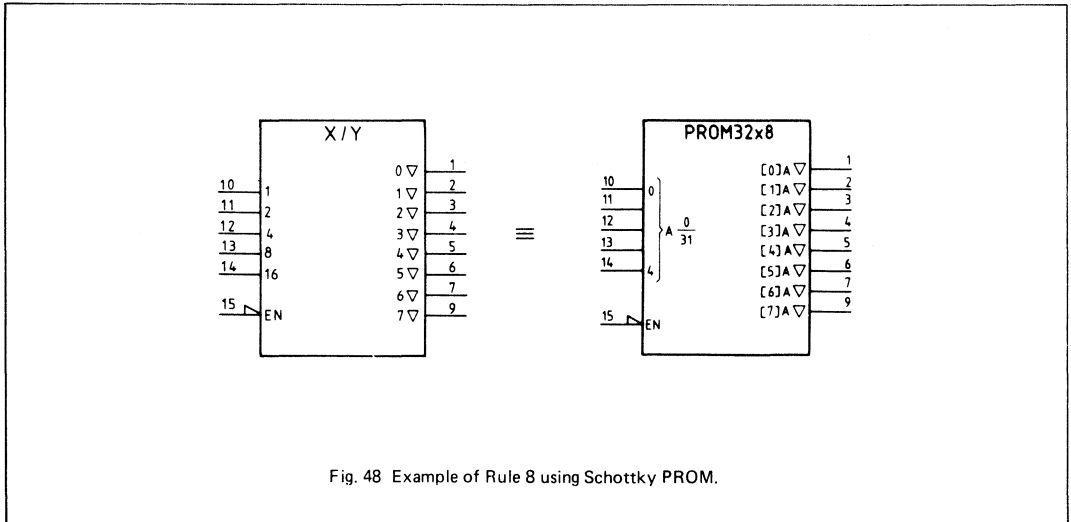 X/Y
10 1
11 2
12 4
13 8
14 16
15 EN
0 ▽ 1
1 ▽ 2
2 ▽ 3
3 ▽ 4
4 ▽ 5
5 ▽ 6
6 ▽ 7
7 ▽ 9
≡
PROM32x8
10 0
11
12
13
14 4
A 0/31
15 EN
[0]A ▽ 1
[1]A ▽ 2
[2]A ▽ 3
[3]A ▽ 4
[4]A ▽ 5
[5]A ▽ 6
[6]A ▽ 7
[7]A ▽ 9
Fig. 48 Example of Rule 8 using Schottky PROM.